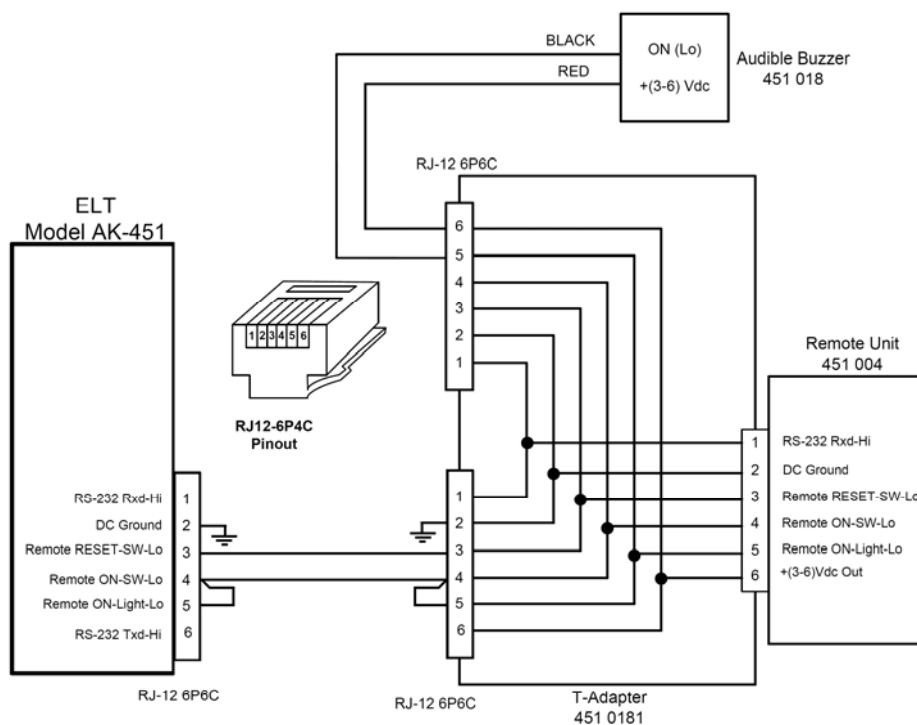 BLACK
ON (Lo)
Audible Buzzer
451 018
RED
+(3-6) Vdc
RJ-12 6P6C
ELT
Model AK-451
6
5
4
3
2
1
1 2 3 4 5 6
RJ12-6P4C
Pinout
Remote Unit
451 004
1 RS-232 Rxd-Hi
2 DC Ground
3 Remote RESET-SW-Lo
4 Remote ON-SW-Lo
5 Remote ON-Light-Lo
6 +(3-6)Vdc Out
RS-232 Rxd-Hi 1
DC Ground 2
Remote RESET-SW-Lo 3
Remote ON-SW-Lo 4
Remote ON-Light-Lo 5
RS-232 Txd-Hi 6
1
2
3
4
5
6
RJ-12 6P6C
RJ-12 6P6C
T-Adapter
451 0181